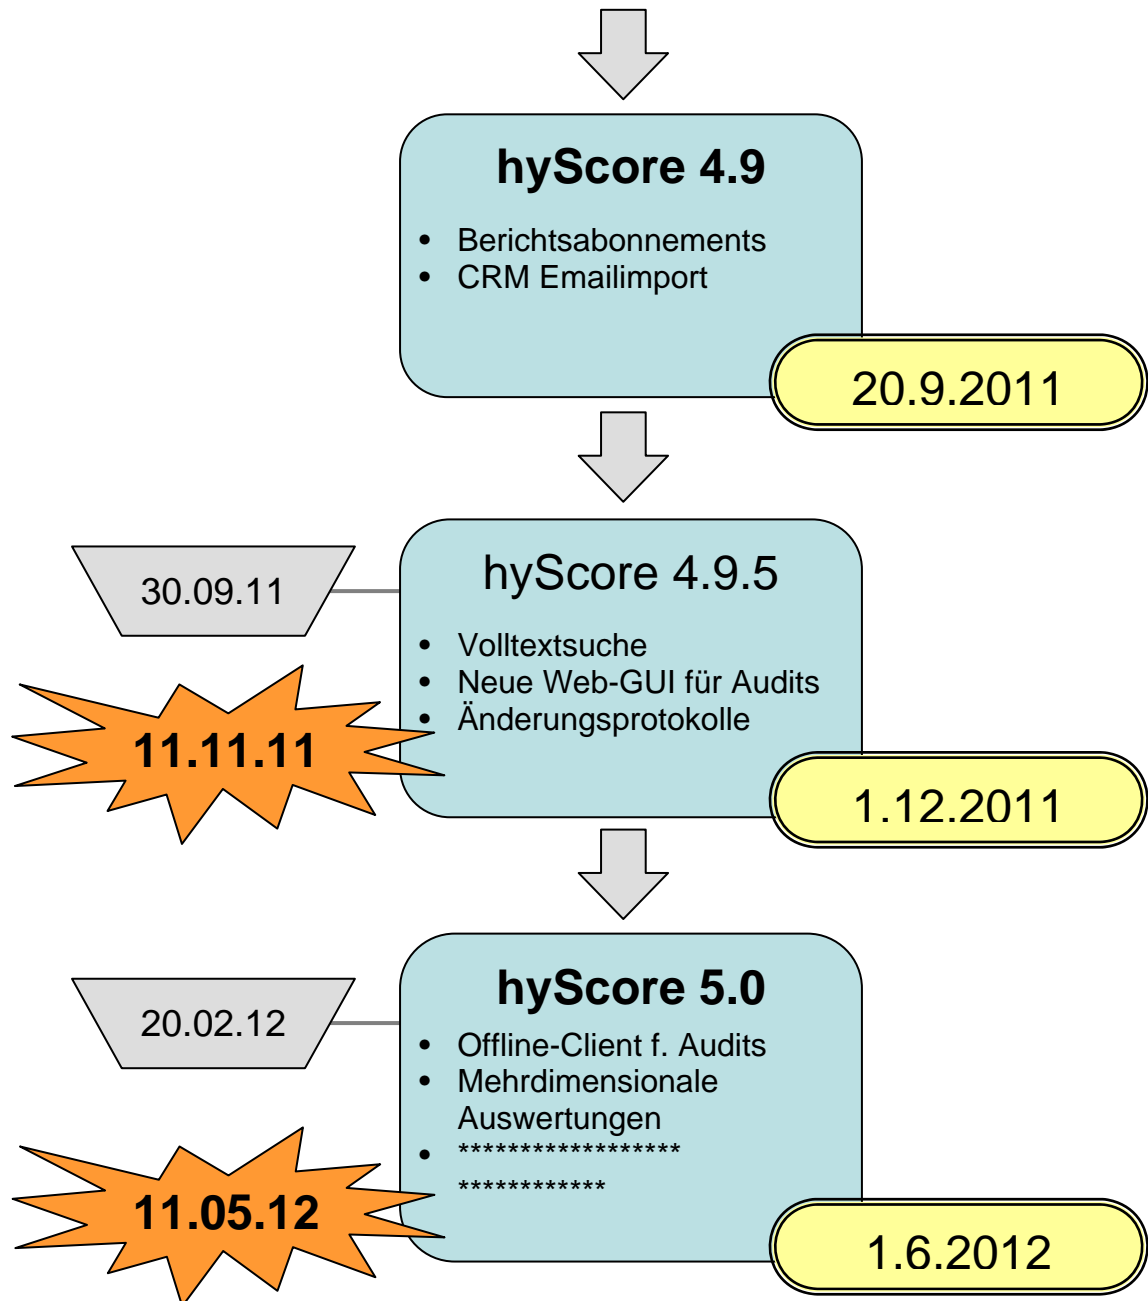 hyScore 4.9
• Berichtsabonnements
• CRM Emailimport
20.9.2011
hyScore 4.9.5
30.09.11
• Volltextsuche
• Neue Web-GUI für Audits
• Änderungsprotokolle
11.11.11
1.12.2011
hyScore 5.0
20.02.12
• Offline-Client f. Audits
• Mehrdimensionale
Auswertungen
• ******************
************
11.05.12
1.6.2012